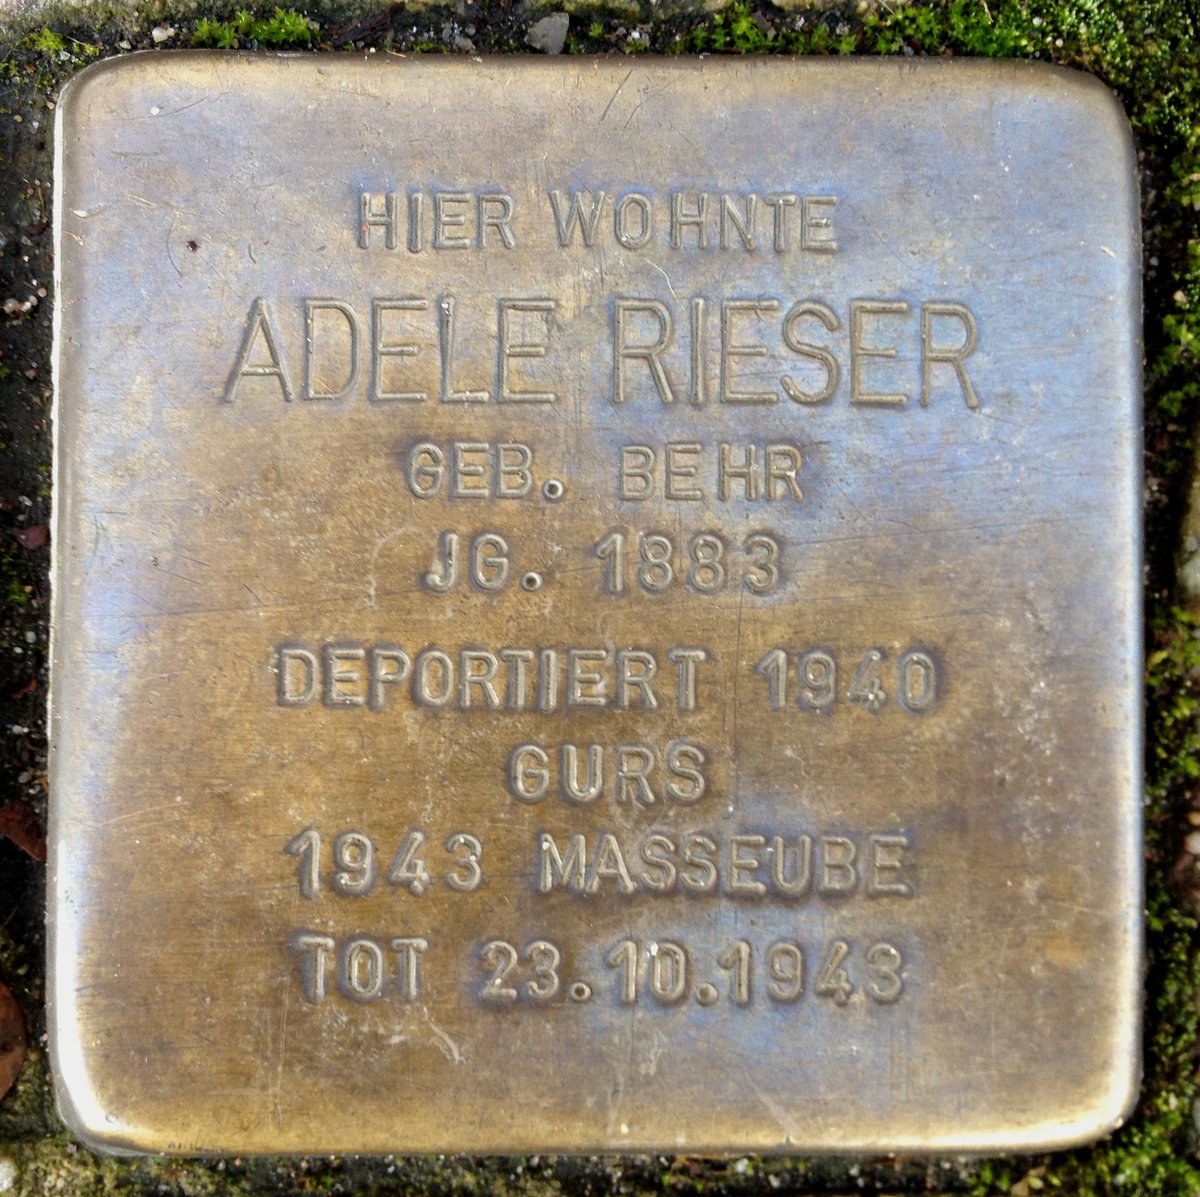 HIER WOHNTE
ADELE RIESER
GEB. BEHR
JG. 1883
DEPORTIERT 1940
GURS
1943 MASSEUBE
TOT 23.10.1943